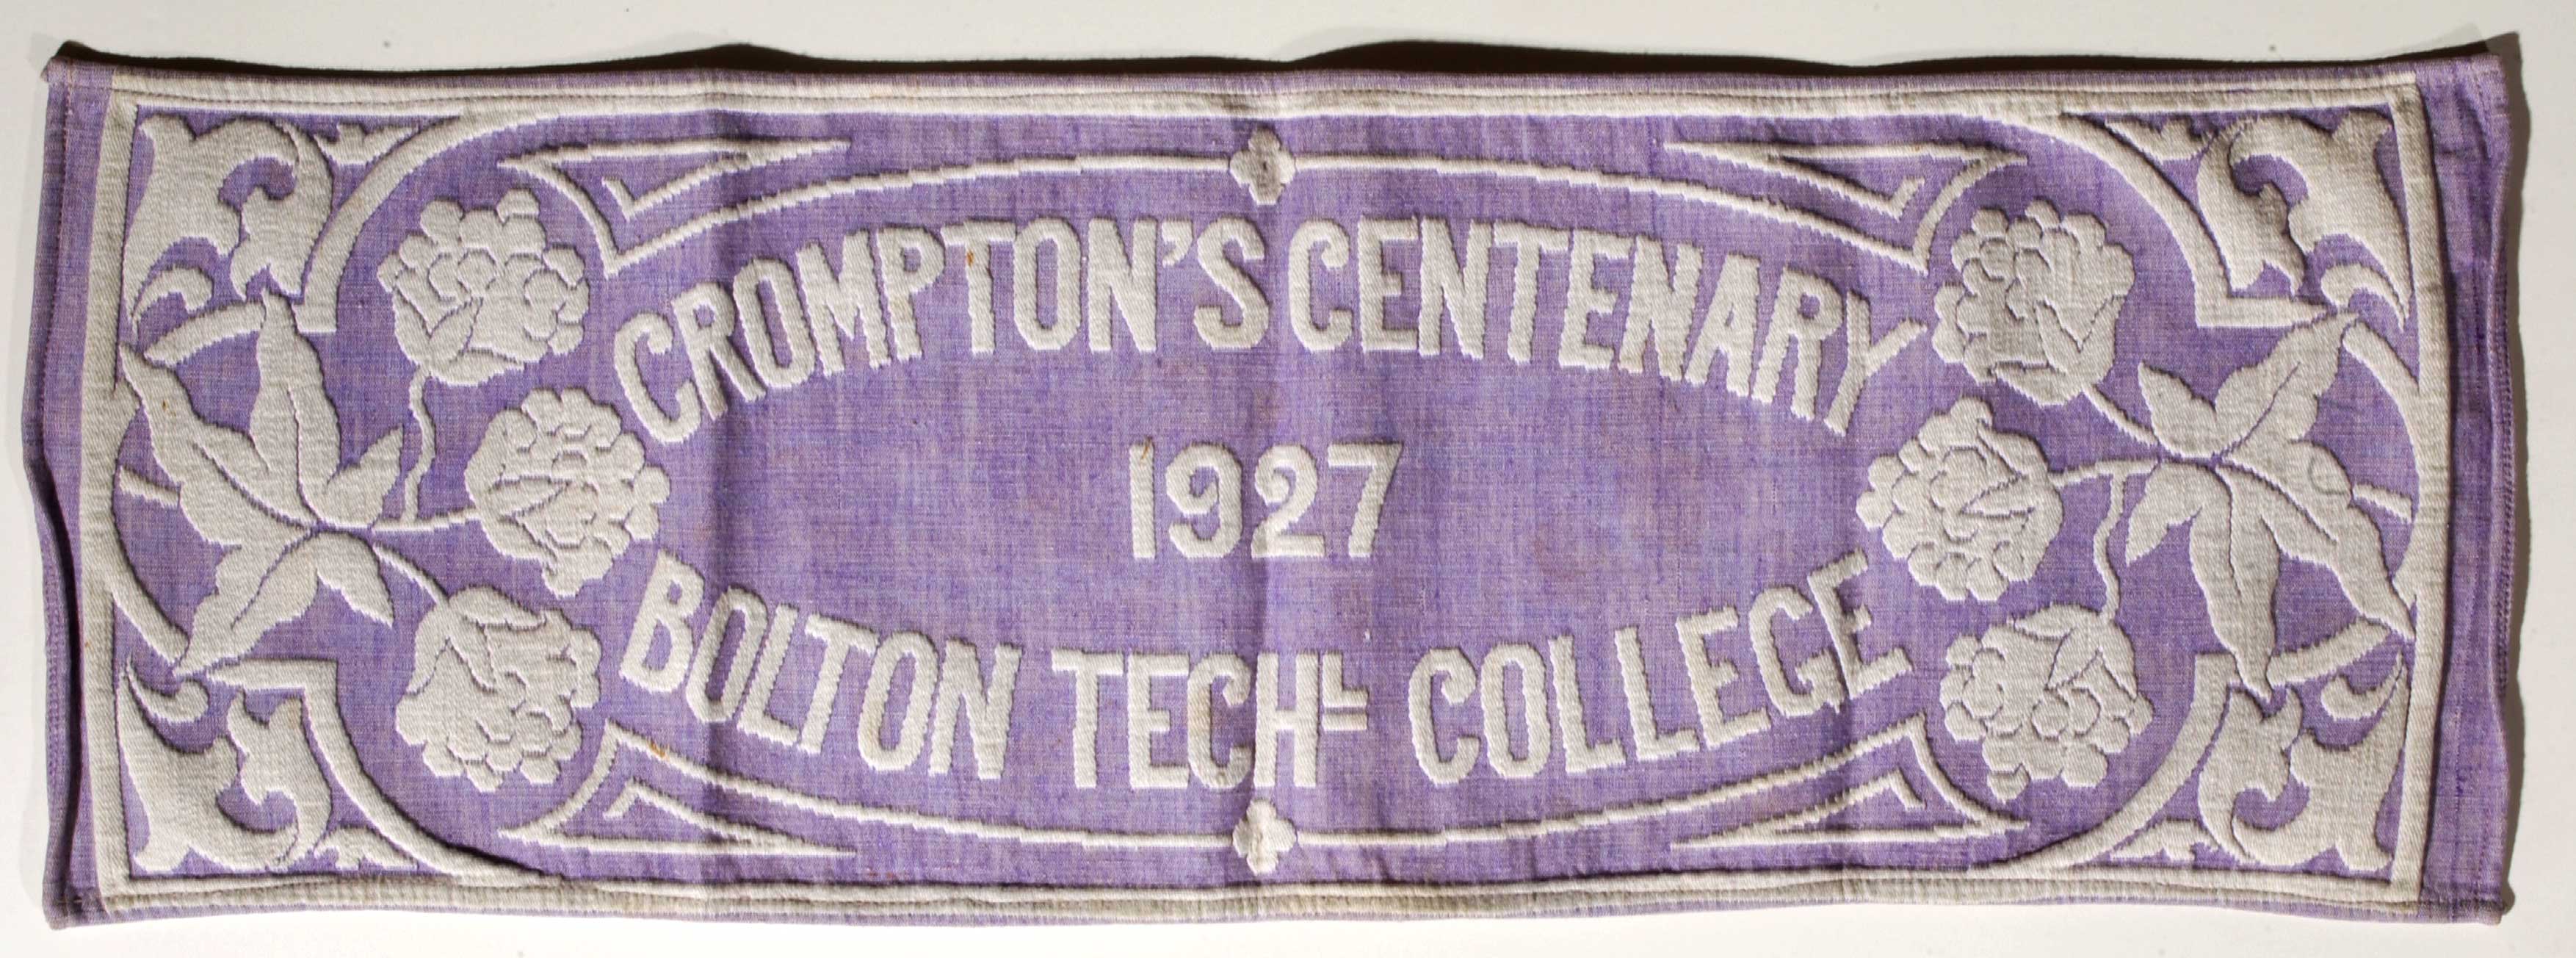 CROMPTON'S CENTENARY
1927
BOLTON TECHL COLLEGE